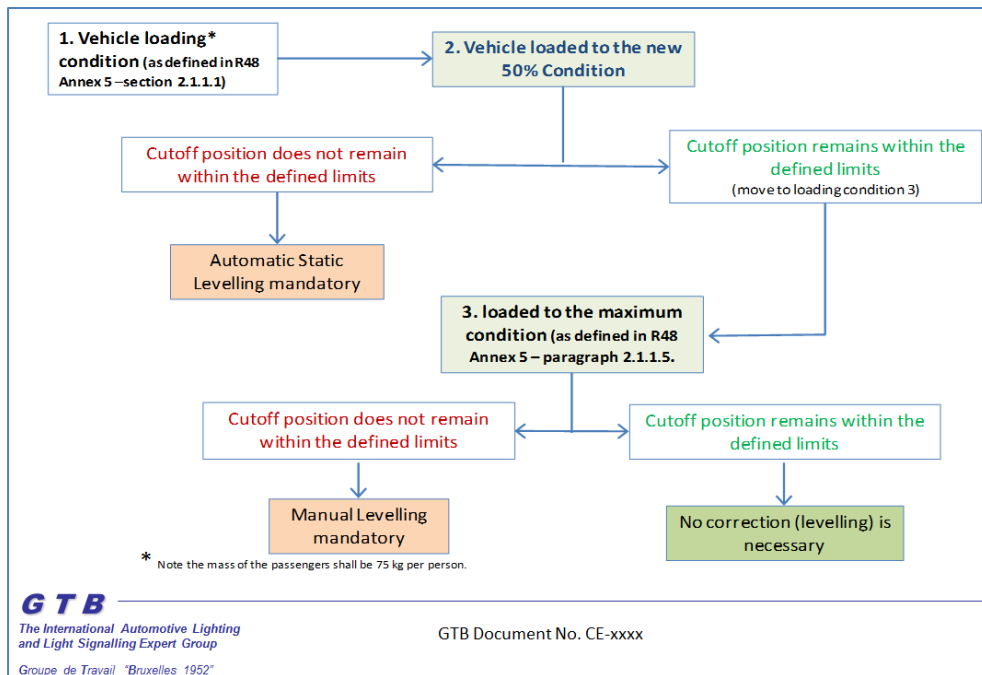 1. Vehicle loading*
condition (as defined in R48
Annex 5 –section 2.1.1.1)
2. Vehicle loaded to the new
50% Condition
Cutoff position does not remain
within the defined limits
Cutoff position remains within the
defined limits
(move to loading condition 3)
Automatic Static
Levelling mandatory
3. loaded to the maximum
condition (as defined in R48
Annex 5 – paragraph 2.1.1.5.
Cutoff position does not remain
within the defined limits
Cutoff position remains within the
defined limits
Manual Levelling
mandatory
No correction (levelling) is
necessary
* Note the mass of the passengers shall be 75 kg per person.
G T B
The International Automotive Lighting
and Light Signalling Expert Group
Groupe de Travail "Bruxelles 1952"
GTB Document No. CE-xxxx